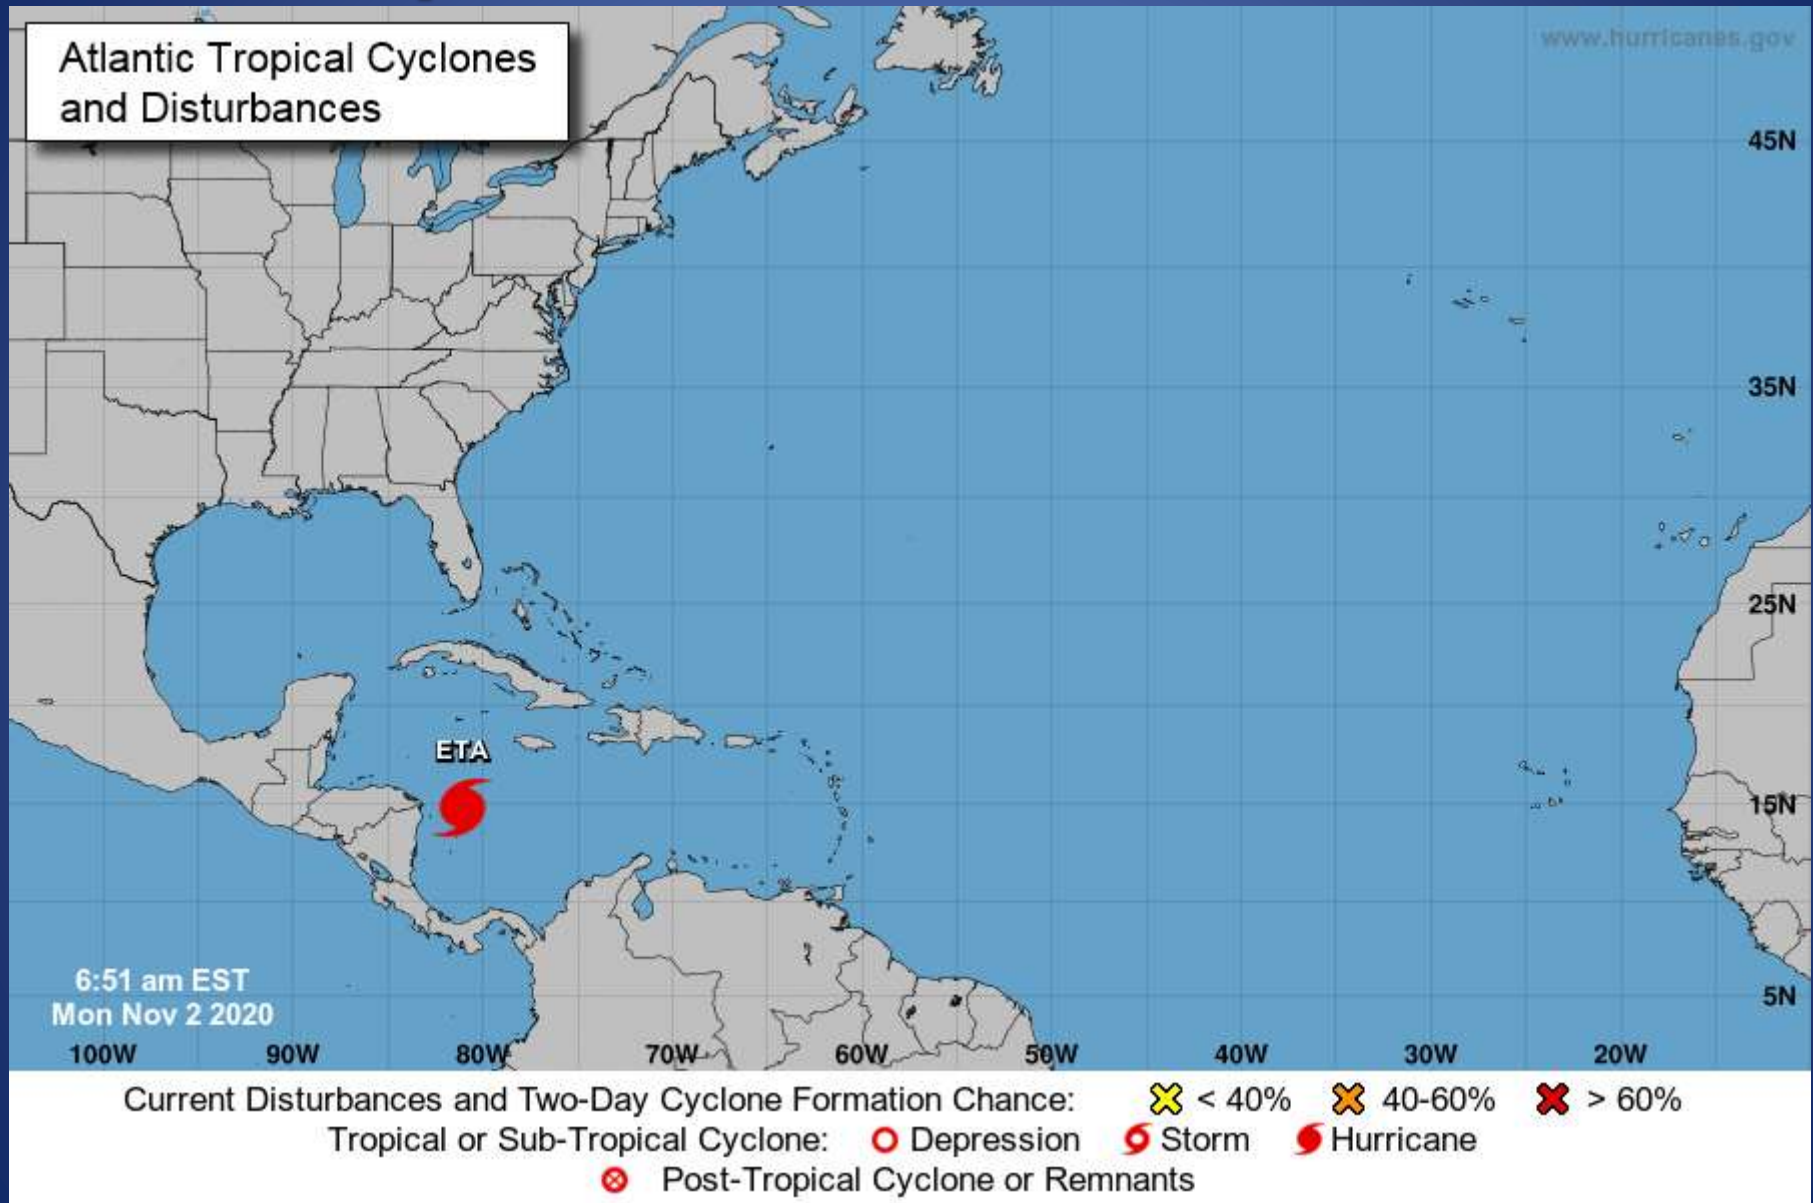 Atlantic Tropical Cyclones
and Disturbances
www.hurricanes.gov
45N
35N
25N
ETA
15N
6:51 am EST
Mon Nov 2 2020
5N
100W 90W 80W 70W 60W 50W 40W 30W 20W
Current Disturbances and Two-Day Cyclone Formation Chance: < 40% 40-60% > 60%
Tropical or Sub-Tropical Cyclone: Depression Storm Hurricane
Post-Tropical Cyclone or Remnants